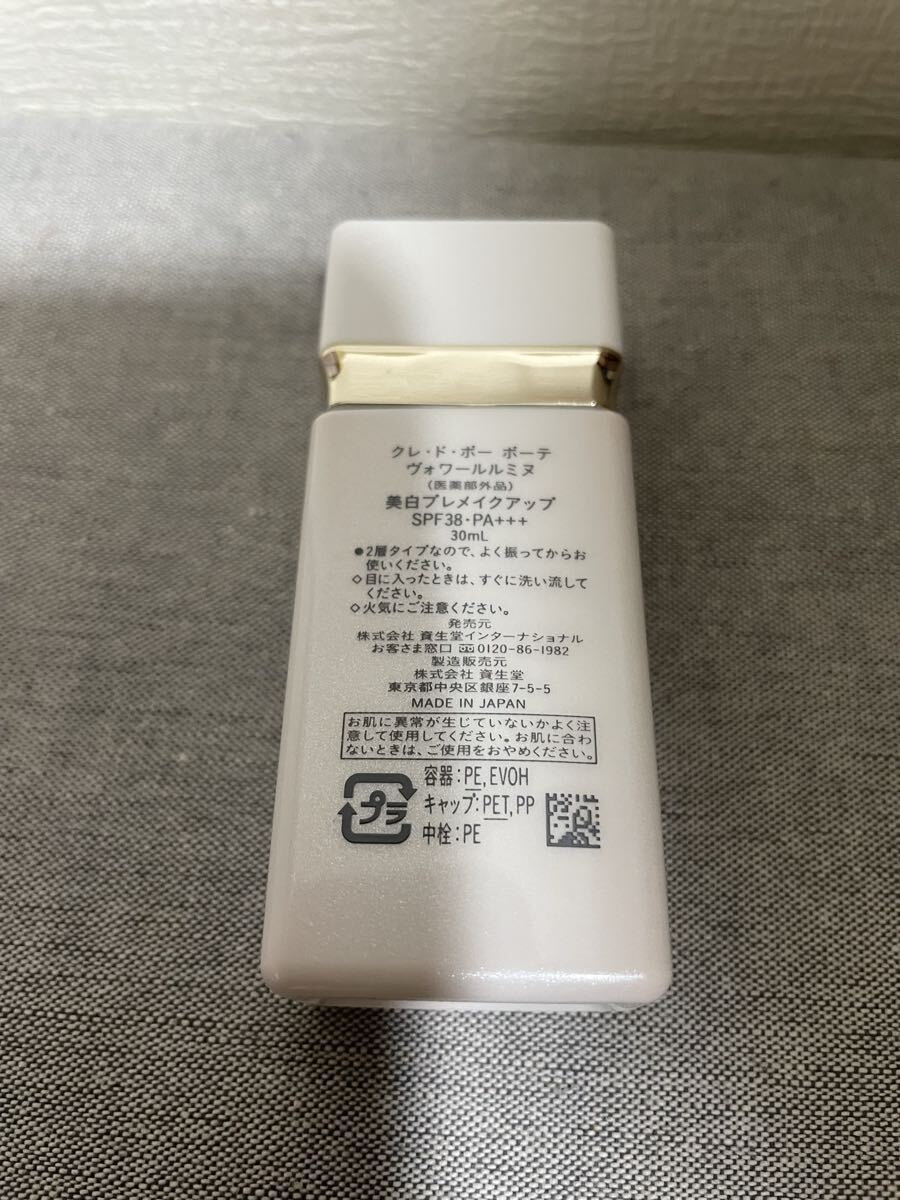 クレ・ド・ポー ボーテ
ヴォワールルミヌ
(医薬部外品)
美白プレメイクアップ
SPF38・PA+++
30mL
●2層タイプなので、よく振ってからお
使いください。
◇目に入ったときは、すぐに洗い流して
ください。
◇火気にご注意ください。
発売元
株式会社 資生堂インターナショナル
お客さま窓口 0120-86-1982
製造販売元
株式会社 資生堂
東京都中央区銀座7-5-5
MADE IN JAPAN
お肌に異常が生じていないかよく注
意して使用してください。お肌に合わ
ないときは、ご使用をおやめください。
プラ
容器:PE,EVOH
キャップ:PET,PP
中栓:PE